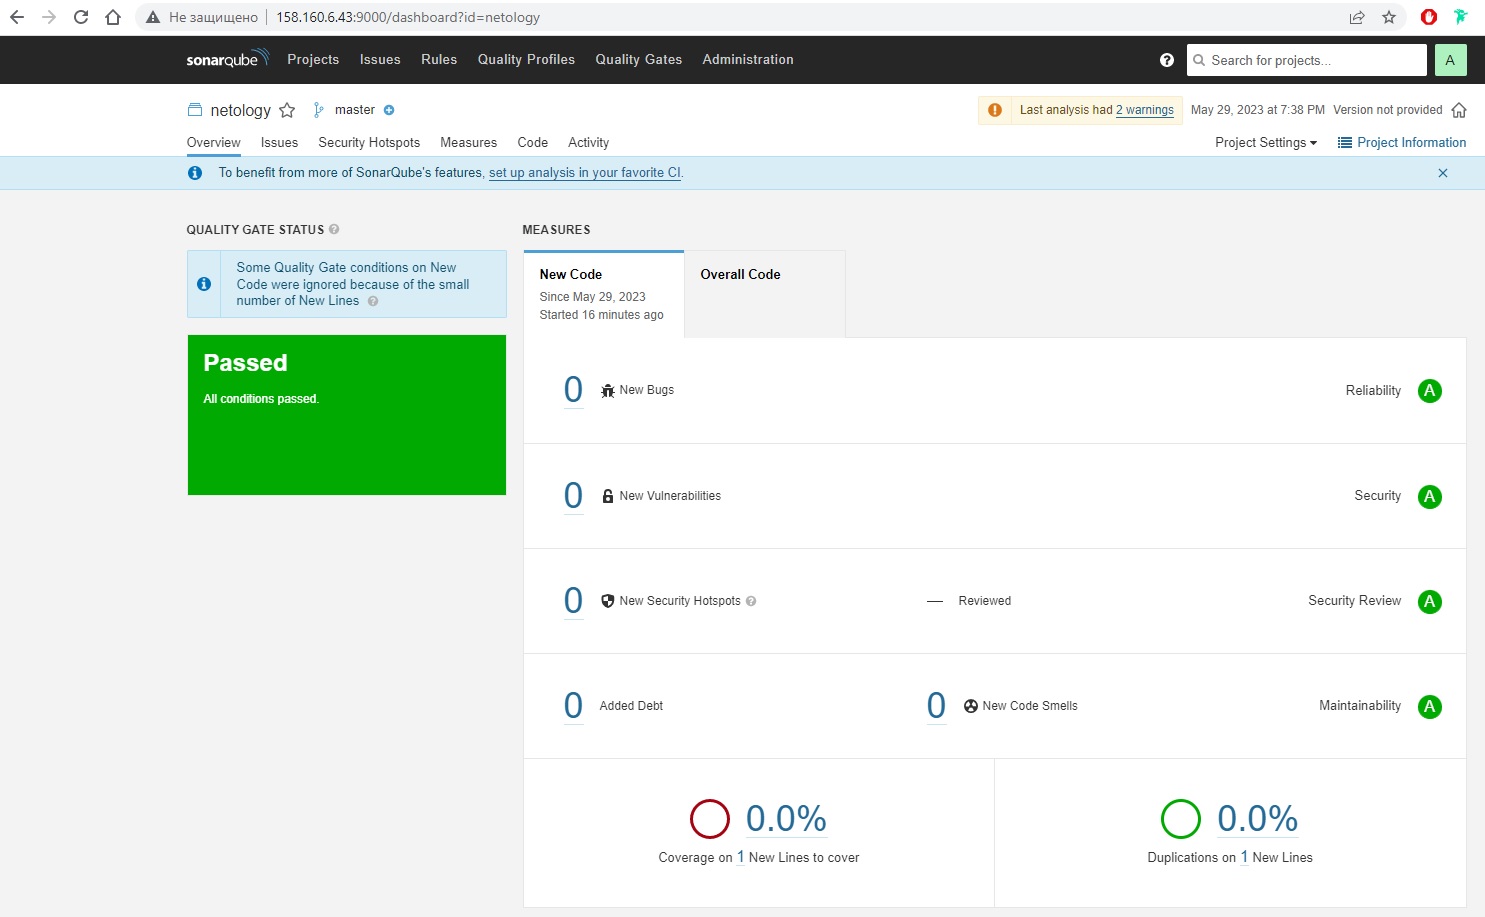 Не защищено 158.160.6.43:9000/dashboard?id=netology
sonarqube Projects Issues Rules Quality Profiles Quality Gates Administration ? Search for projects... A
netology master Last analysis had 2 warnings May 29, 2023 at 7:38 PM Version not provided
Overview Issues Security Hotspots Measures Code Activity Project Settings Project Information
To benefit from more of SonarQube's features, set up analysis in your favorite CI.
QUALITY GATE STATUS ?
Some Quality Gate conditions on New
Code were ignored because of the small
number of New Lines ?
Passed
All conditions passed.
MEASURES
New Code
Since May 29, 2023
Started 16 minutes ago
Overall Code
0 New Bugs Reliability A
0 New Vulnerabilities Security A
0 New Security Hotspots ? — Reviewed Security Review A
0 Added Debt 0 New Code Smells Maintainability A
0.0%
Coverage on 1 New Lines to cover
0.0%
Duplications on 1 New Lines